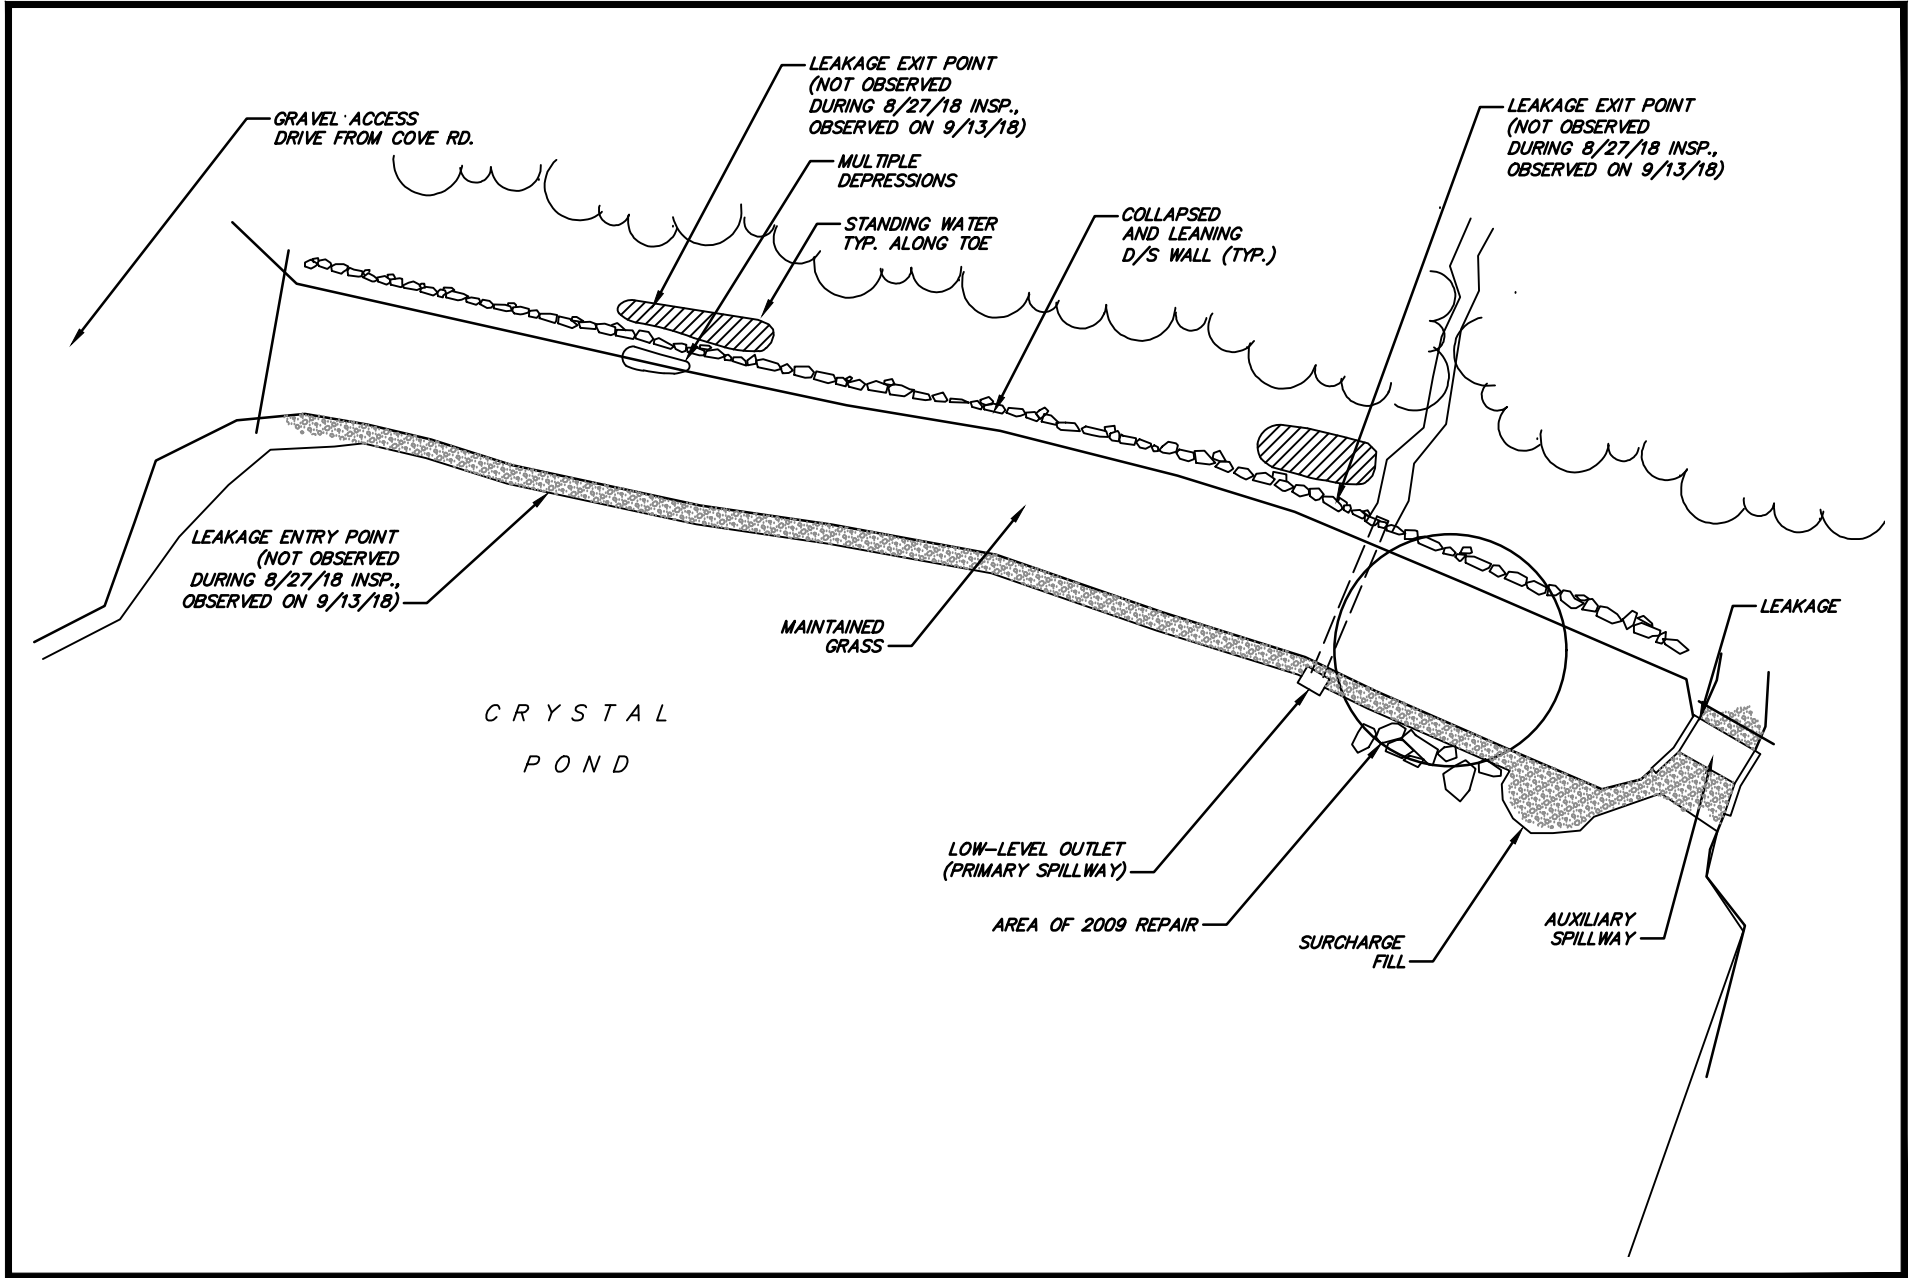 LEAKAGE EXIT POINT
(NOT OBSERVED
DURING 8/27/18 INSP.,
OBSERVED ON 9/13/18)
LEAKAGE EXIT POINT
(NOT OBSERVED
DURING 8/27/18 INSP.,
OBSERVED ON 9/13/18)
GRAVEL ACCESS
DRIVE FROM COVE RD.
MULTIPLE
DEPRESSIONS
STANDING WATER
TYP. ALONG TOE
COLLAPSED
AND LEANING
D/S WALL (TYP.)
LEAKAGE ENTRY POINT
(NOT OBSERVED
DURING 8/27/18 INSP.,
OBSERVED ON 9/13/18)
MAINTAINED
GRASS
LEAKAGE
CRYSTAL
POND
LOW-LEVEL OUTLET
(PRIMARY SPILLWAY)
AREA OF 2009 REPAIR
SURCHARGE
FILL
AUXILIARY
SPILLWAY